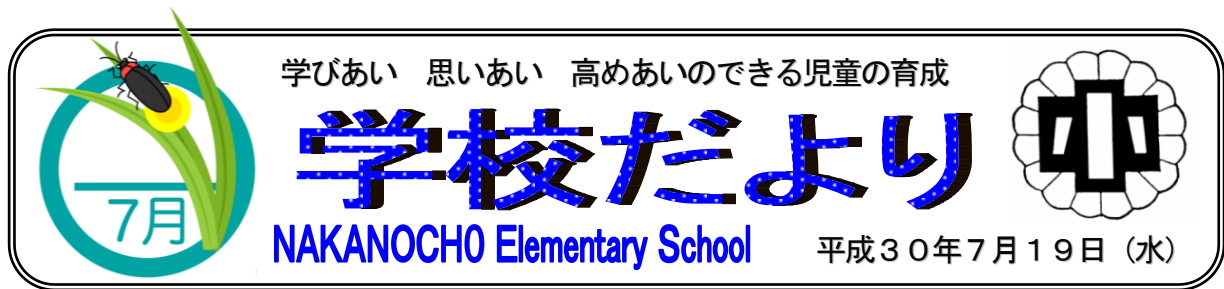 学びあい　思いあい　高めあいのできる児童の育成
学校だより
7月
小
NAKANOCHO Elementary School
平成３０年７月１９日（水）